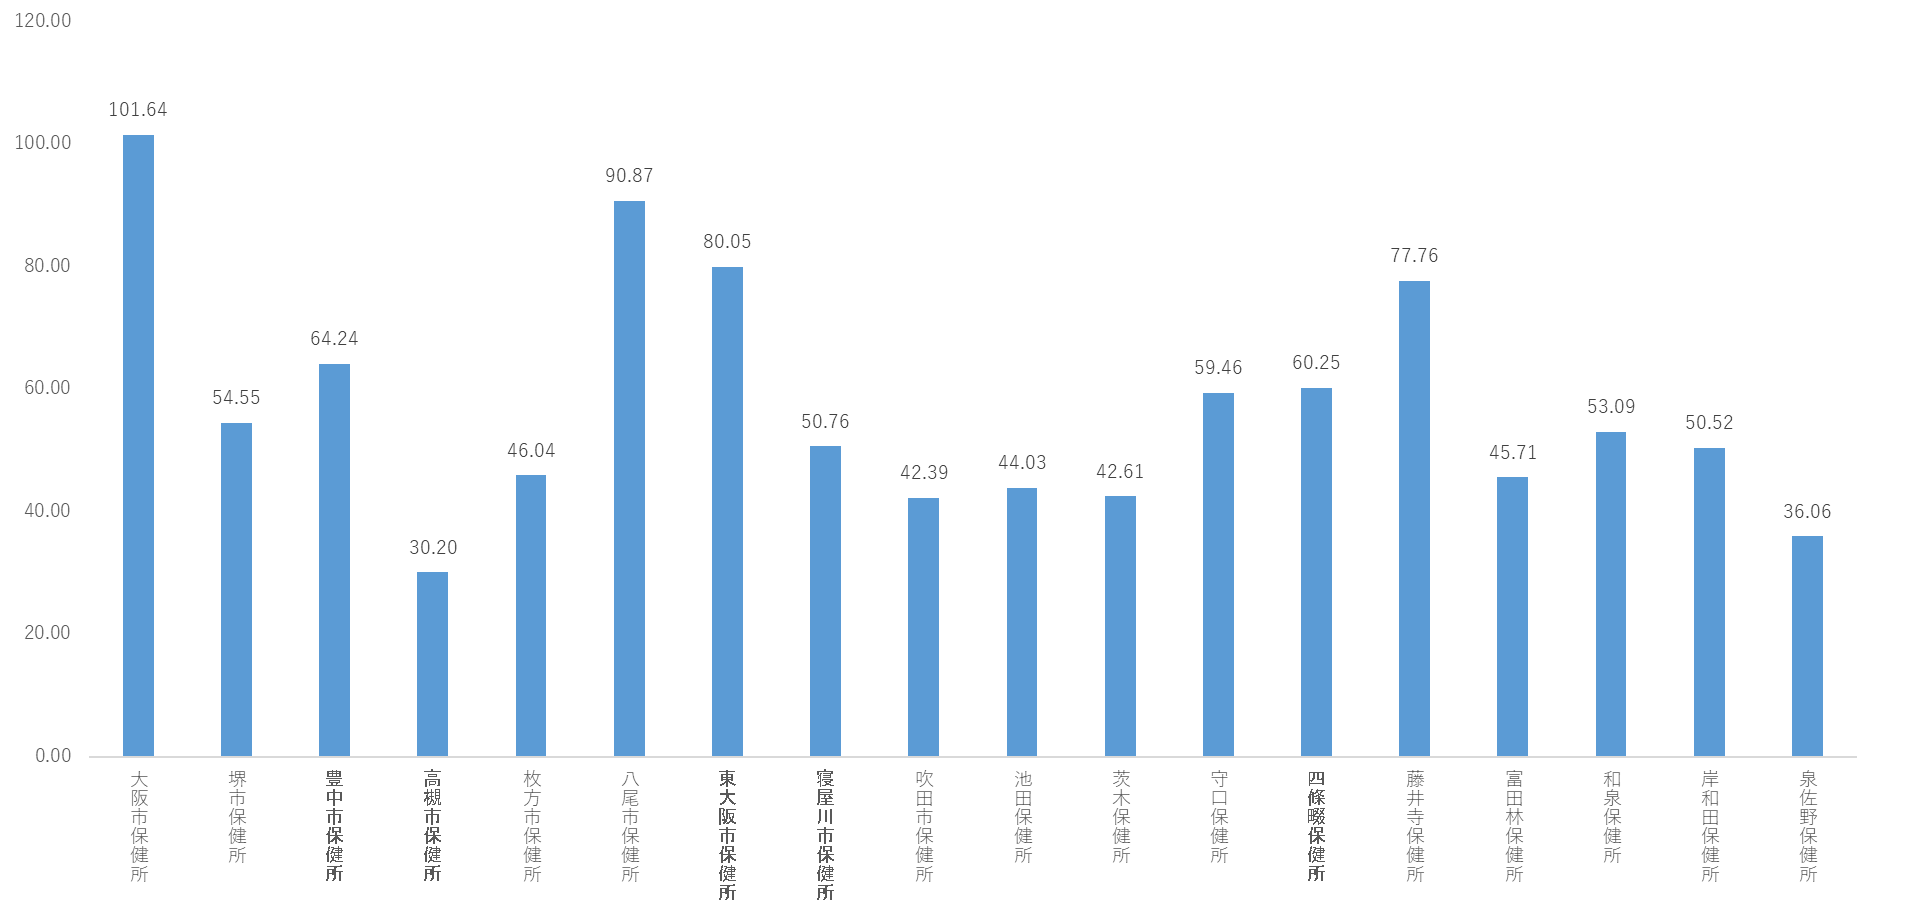 120.00
100.00
80.00
60.00
40.00
20.00
0.00
101.64
54.55
64.24
30.20
46.04
90.87
80.05
50.76
42.39
44.03
42.61
59.46
60.25
77.76
45.71
53.09
50.52
36.06
大阪市保健所
堺市保健所
豊中市保健所
高槻市保健所
枚方市保健所
八尾市保健所
東大阪市保健所
寝屋川市保健所
吹田市保健所
池田保健所
茨木保健所
守口保健所
四條畷保健所
藤井寺保健所
富田林保健所
和泉保健所
岸和田保健所
泉佐野保健所